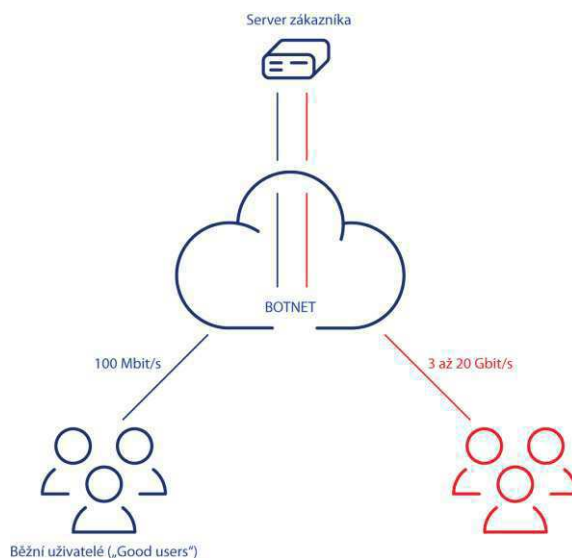 Server zákazníka
BOTNET
100 Mbit/s
3 až 20 Gbit/s
Běžní uživatelé („Good users“)